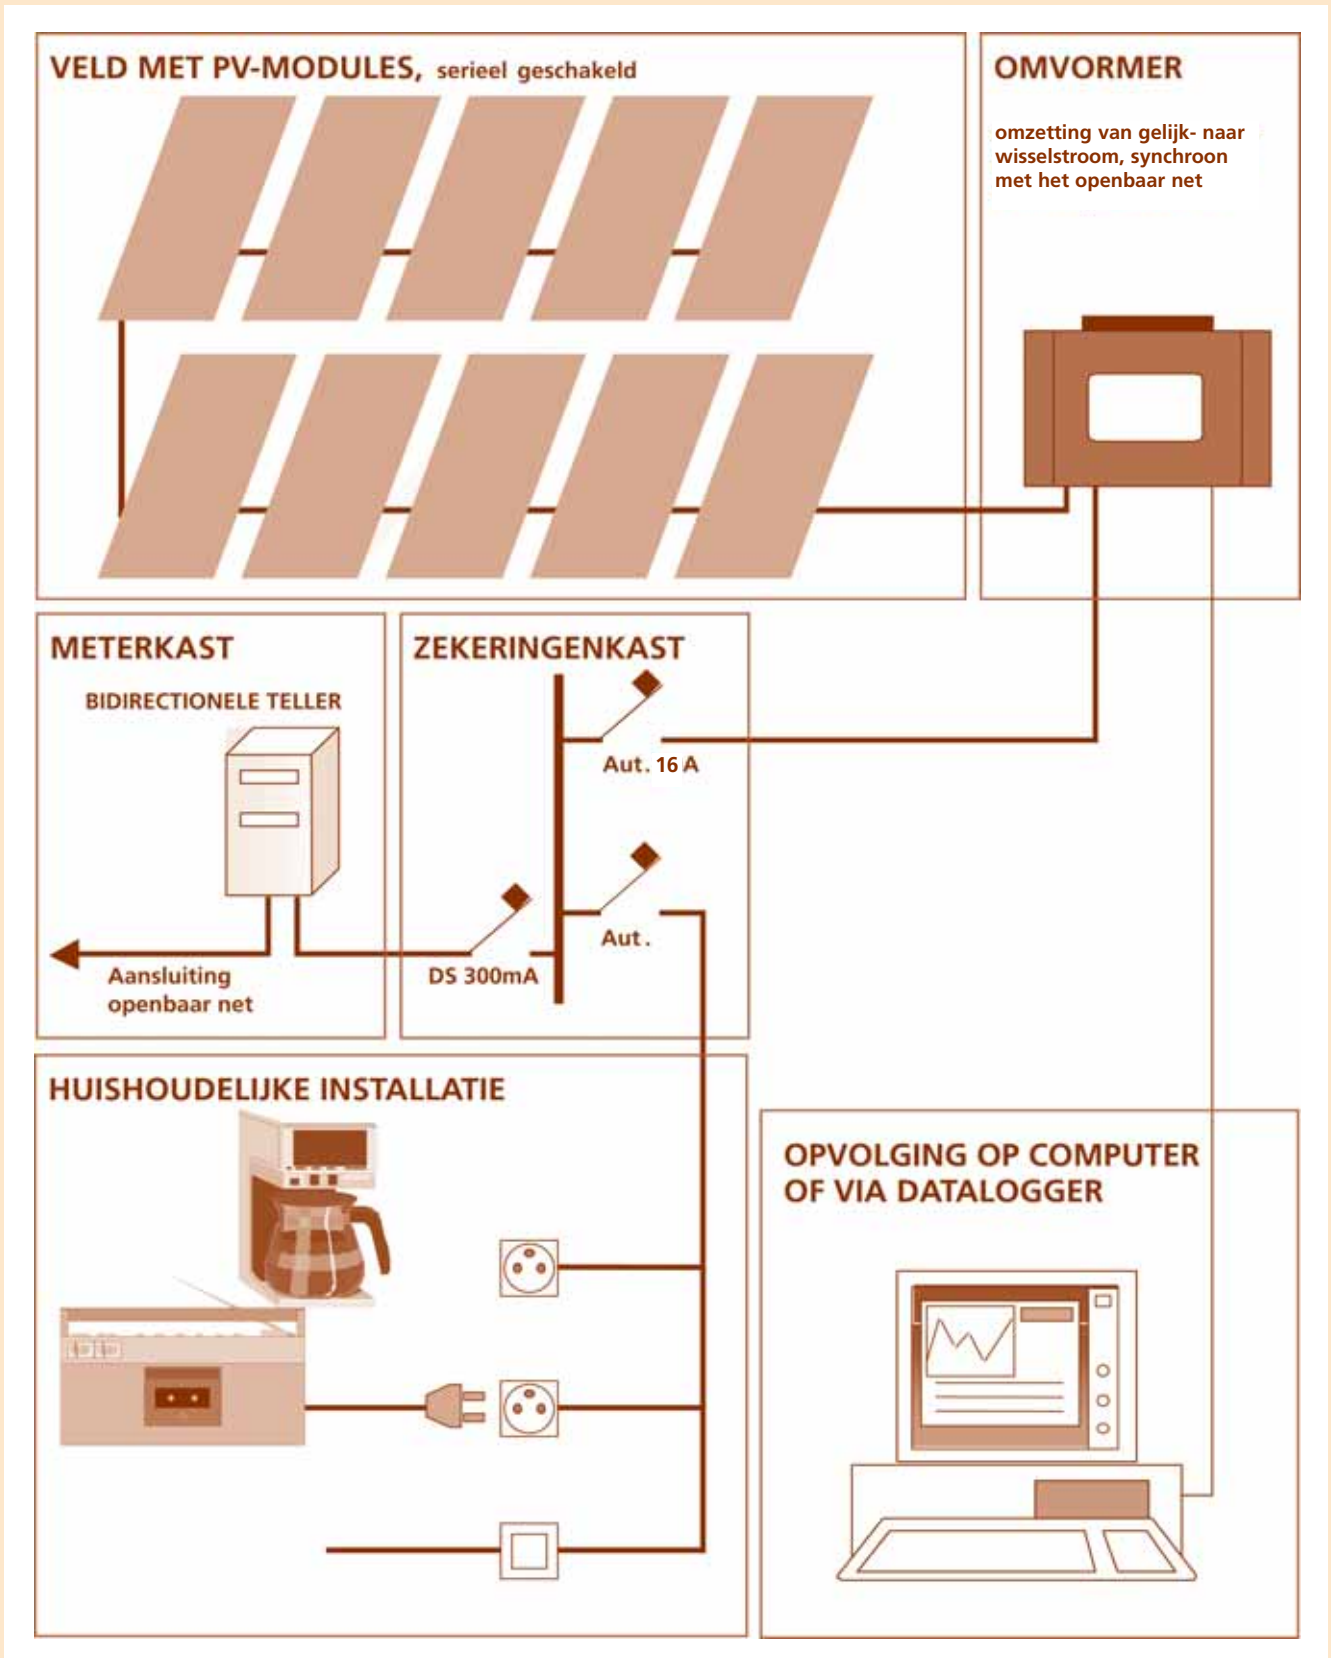 VELD MET PV-MODULES, serieel geschakeld
OMVORMER
omzetting van gelijk- naar
wisselstroom, synchroon
met het openbaar net
METERKAST
BIDIRECTIONELE TELLER
Aansluiting
openbaar net
ZEKERINGENKAST
Aut. 16 A
Aut.
DS 300mA
HUISHOUDELIJKE INSTALLATIE
OPVOLGING OP COMPUTER
OF VIA DATALOGGER